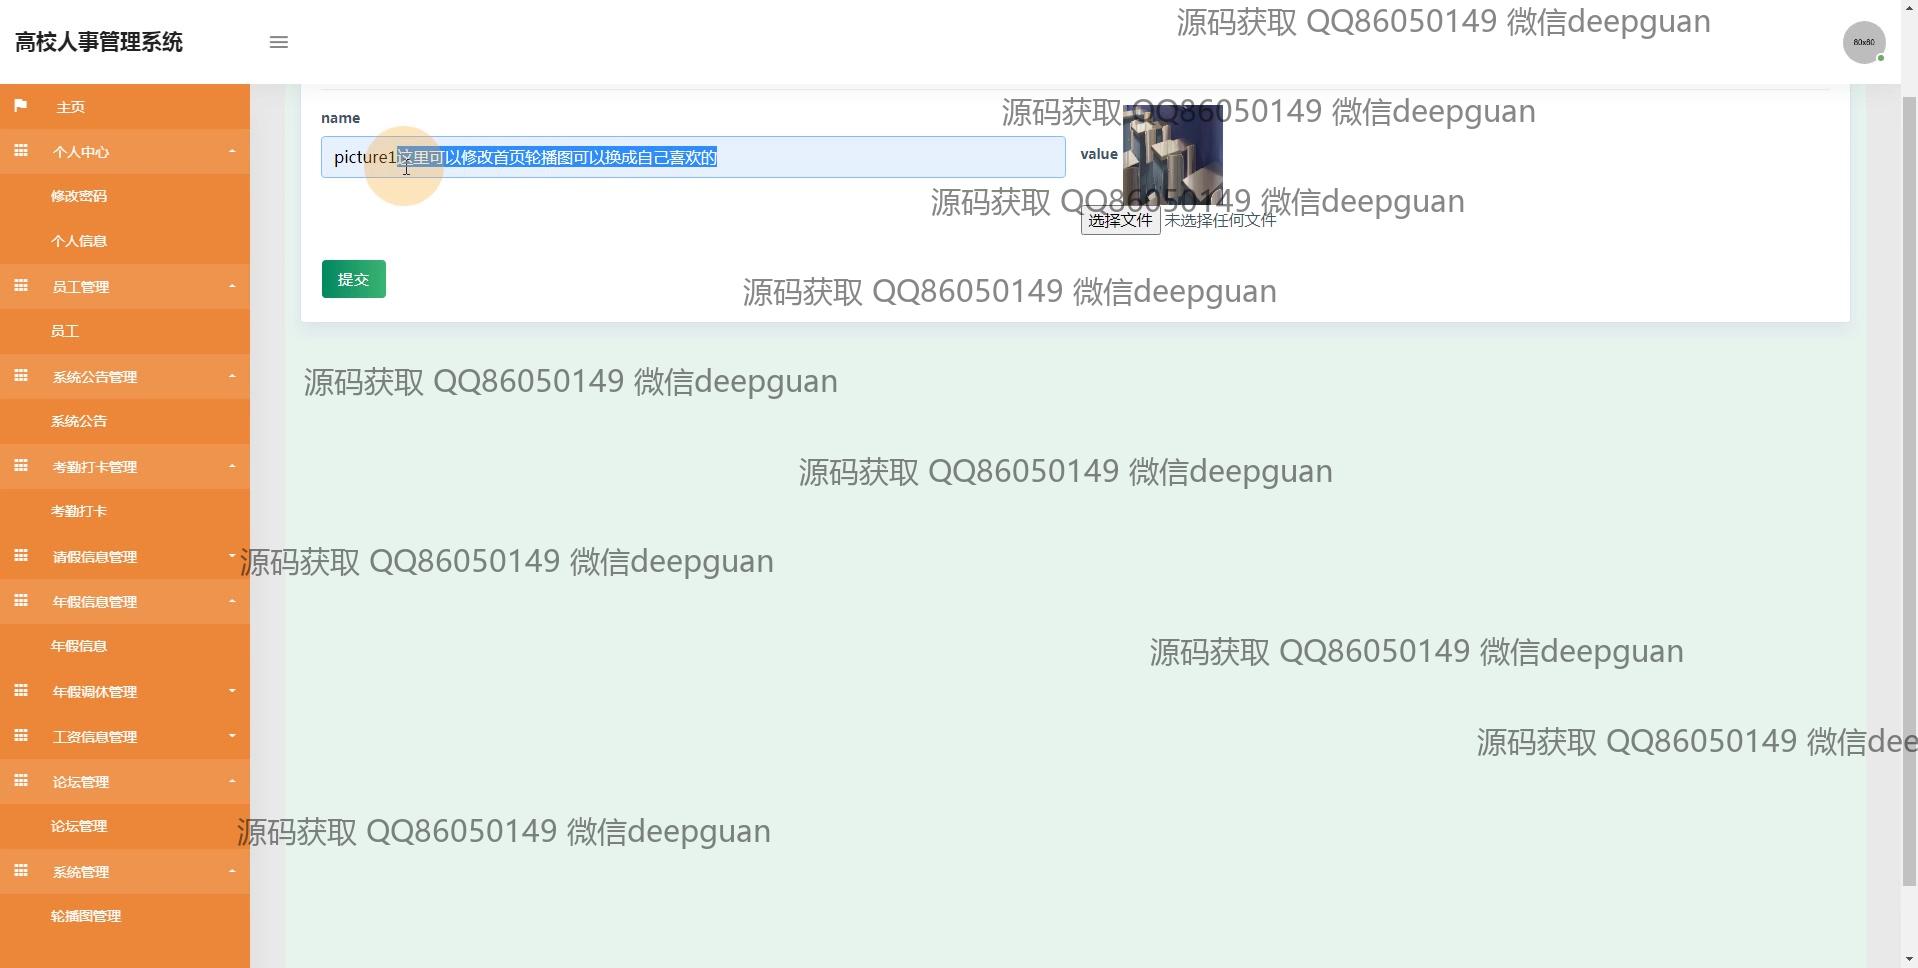 高校人事管理系统
源码获取 QQ86050149 微信deepguan
80x80
主页
个人中心
修改密码
个人信息
员工管理
员工
系统公告管理
系统公告
考勤打卡管理
考勤打卡
请假信息管理
年假信息管理
年假信息
年假调休管理
工资信息管理
论坛管理
论坛管理
系统管理
轮播图管理
name
源码获取 QQ86050149 微信deepguan
picture1这里可以修改首页轮播图可以换成自己喜欢的
value
源码获取 QQ86050149 微信deepguan
选择文件 未选择任何文件
提交
源码获取 QQ86050149 微信deepguan
源码获取 QQ86050149 微信deepguan
源码获取 QQ86050149 微信deepguan
源码获取 QQ86050149 微信deepguan
源码获取 QQ86050149 微信deepguan
源码获取 QQ86050149 微信dee
源码获取 QQ86050149 微信deepguan